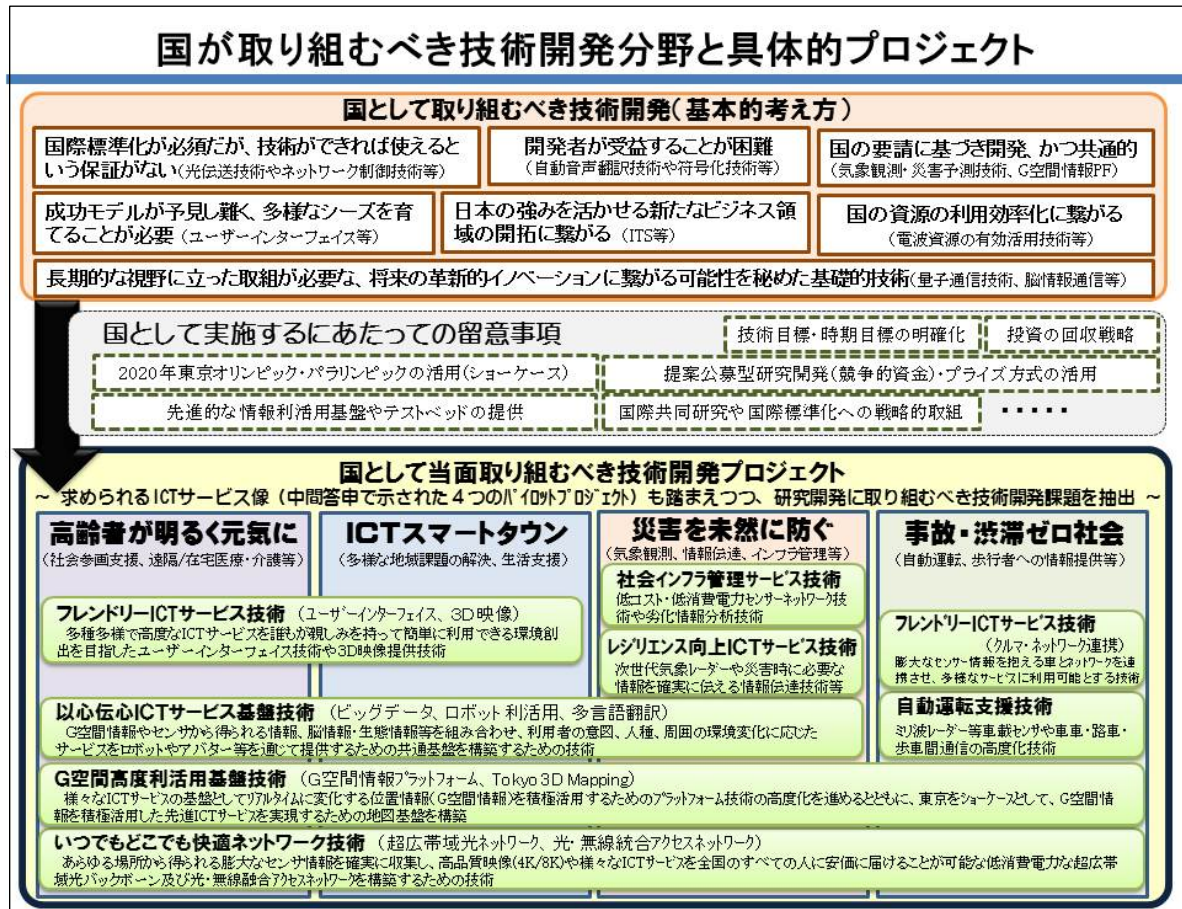 国が取り組むべき技術開発分野と具体的プロジェクト
国として取り組むべき技術開発(基本的考え方)
国際標準化が必須だが、技術ができれば使えると
いう保証がない(光伝送技術やネットワーク制御技術等)
開発者が受益することが困難
(自動音声翻訳技術や符号化技術等)
国の要請に基づき開発、かつ共通的
(気象観測・災害予測技術、G空間情報PF)
成功モデルが予見し難く、多様なシーズを育
てることが必要(ユーザーインターフェイス等)
日本の強みを活かせる新たなビジネス領
域の開拓に繋がる(ITS等)
国の資源の利用効率化に繋がる
(電波資源の有効活用技術等)
長期的な視野に立った取組が必要な、将来の革新的イノベーションに繋がる可能性を秘めた基礎的技術(量子通信技術、脳情報通信等)
国として実施するにあたっての留意事項
技術目標・時期目標の明確化
投資の回収戦略
2020年東京オリンピック・パラリンピックの活用(ショーケース)
提案公募型研究開発(競争的資金)・プライズ方式の活用
先進的な情報利活用基盤やテストベッドの提供
国際共同研究や国際標準化への戦略的取組
・・・・・
国として当面取り組むべき技術開発プロジェクト
~ 求められるICTサービス像(中間答申で示された4つのパイロットプロジェクト)も踏まえつつ、研究開発に取り組むべき技術開発課題を抽出 ~
高齢者が明るく元気に
(社会参画支援、遠隔/在宅医療・介護等)
ICTスマートタウン
(多様な地域課題の解決、生活支援)
災害を未然に防ぐ
(気象観測、情報伝達、インフラ管理等)
事故・渋滞ゼロ社会
(自動運転、歩行者への情報提供等)
フレンドリーICTサービス技術(ユーザーインターフェイス、3D映像)
多種多様で高度なICTサービスを誰もが親しみを持って簡単に利用できる環境創
出を目指したユーザーインターフェイス技術や3D映像提供技術
社会インフラ管理サービス技術
低コスト・低消費電力センサーネットワーク技
術や劣化情報分析技術
レジリエンス向上ICTサービス技術
次世代気象レーダーや災害時に必要な
情報を確実に伝える情報伝達技術等
フレンドリーICTサービス技術
(クルマ・ネットワーク連携)
膨大なセンサー情報を抱える車とネットワークを連
携させ、多様なサービスに利用可能とする技術
自動運転支援技術
ミリ波レーダー等車載センサや車車・路車・
歩車間通信の高度化技術
以心伝心ICTサービス基盤技術(ビッグデータ、ロボット利活用、多言語翻訳)
G空間情報やセンサから得られる情報、脳情報・生態情報等を組み合わせ、利用者の意図、人種、周囲の環境変化に応じた
サービスをロボットやアバター等を通じて提供するための共通基盤を構築するための技術
G空間高度利活用基盤技術(G空間情報プラットフォーム、Tokyo 3D Mapping)
様々なICTサービスの基盤としてリアルタイムに変化する位置情報(G空間情報)を積極活用するためのプラットフォーム技術の高度化を進めるとともに、東京をショーケースとして、G空間情
報を積極活用した先進ICTサービスを実現するための地図基盤を構築
いつでもどこでも快適ネットワーク技術(超広帯域光ネットワーク、光・無線統合アクセスネットワーク)
あらゆる場所から得られる膨大なセンサ情報を確実に収集し、高品質映像(4K/8K)や様々なICTサービスを全国のすべての人に安価に届けることが可能な低消費電力な超広帯
域光バックボーン及び光・無線融合アクセスネットワークを構築するための技術